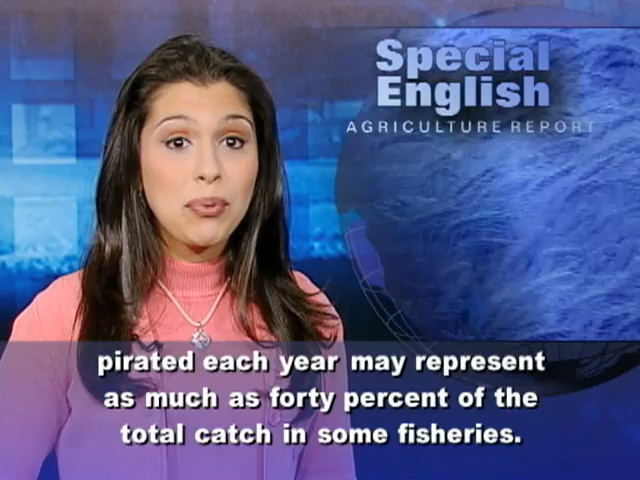 Special
English
AGRICULTURE REPORT
pirated each year may represent
as much as forty percent of the
total catch in some fisheries.